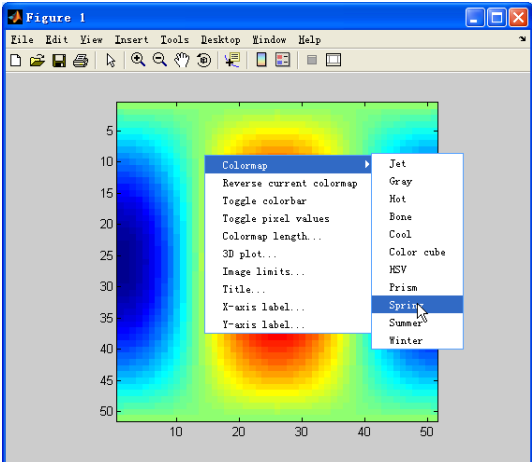 Figure 1
File Edit View Insert Tools Desktop Window Help
5
10
15
20
25
30
35
40
45
50
10 20 30 40 50
Colormap
Reverse current colormap
Toggle colorbar
Toggle pixel values
Colormap length...
3D plot...
Image limits...
Title...
X-axis label...
Y-axis label...
Jet
Gray
Hot
Bone
Cool
Color cube
HSV
Prism
Spring
Summer
Winter